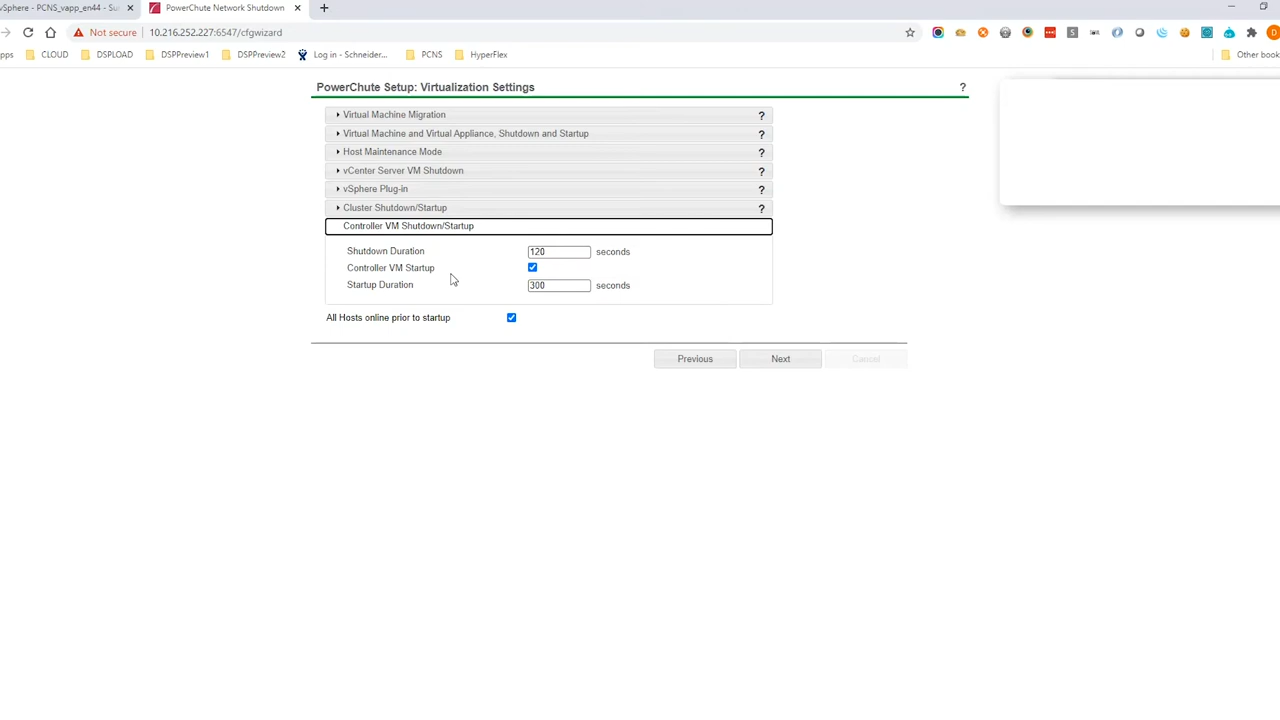 vSphere - PCNS_vapp_en44 - Su
PowerChute Network Shutdown
Not secure
10.216.252.227:6547/cfgwizard
pps
CLOUD
DSPLOAD
DSPPreview1
DSPPreview2
Log in - Schneider...
PCNS
HyperFlex
Other book
PowerChute Setup: Virtualization Settings ?
Virtual Machine Migration ?
Virtual Machine and Virtual Appliance, Shutdown and Startup ?
Host Maintenance Mode ?
vCenter Server VM Shutdown ?
vSphere Plug-in ?
Cluster Shutdown/Startup ?
Controller VM Shutdown/Startup
Shutdown Duration 120 seconds
Controller VM Startup
Startup Duration 300 seconds
All Hosts online prior to startup
Previous
Next
Cancel